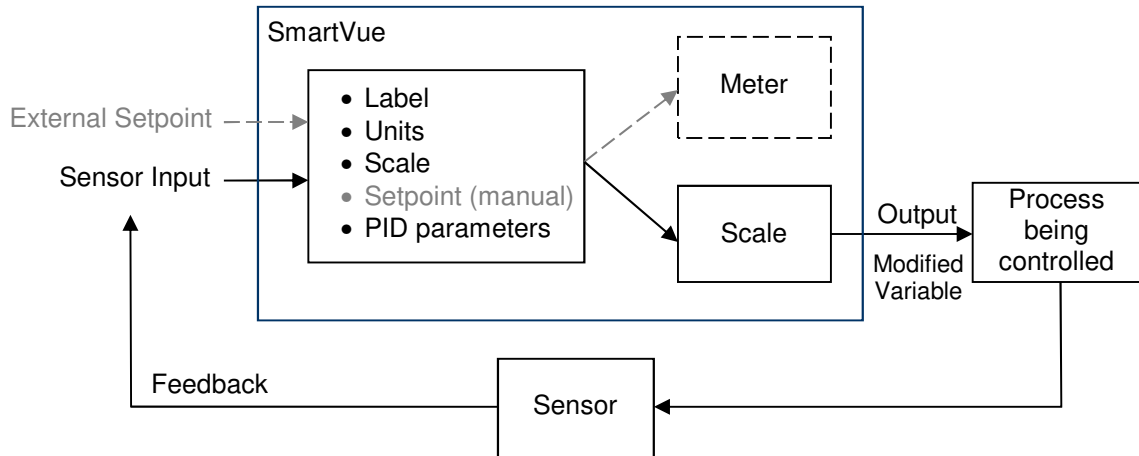 SmartVue
External Setpoint
Sensor Input
• Label
• Units
• Scale
• Setpoint (manual)
• PID parameters
Meter
Scale
Output
Modified
Variable
Process
being
controlled
Feedback
Sensor